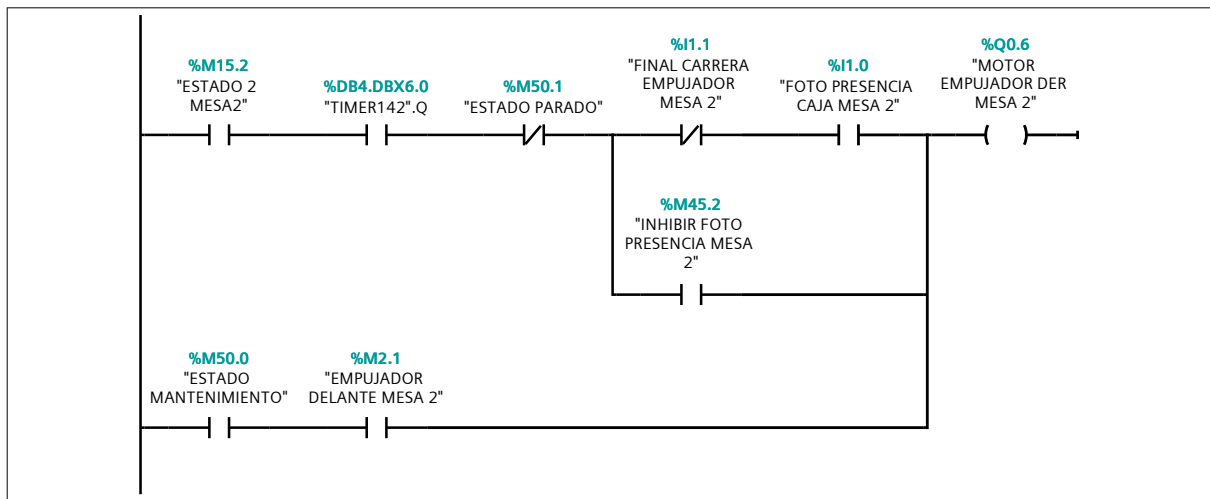 %M15.2
"ESTADO 2
MESA2"
%DB4.DBX6.0
"TIMER142".Q
%M50.1
"ESTADO PARADO"
%I1.1
"FINAL CARRERA
EMPUJADOR
MESA 2"
%I1.0
"FOTO PRESENCIA
CAJA MESA 2"
%Q0.6
"MOTOR
EMPUJADOR DER
MESA 2"
%M45.2
"INHIBIR FOTO
PRESENCIA MESA
2"
%M50.0
"ESTADO
MANTENIMIENTO"
%M2.1
"EMPUJADOR
DELANTE MESA 2"